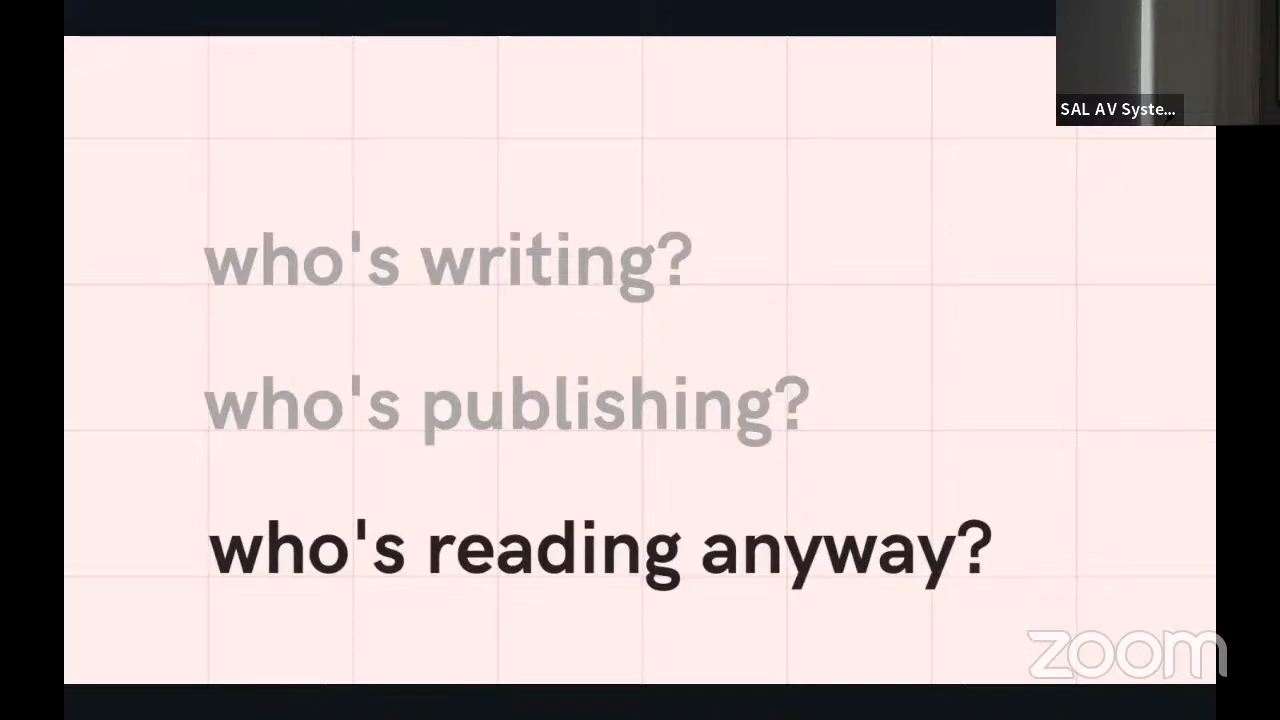 SAL AV Syste...
who's writing?
who's publishing?
who's reading anyway?
zoom